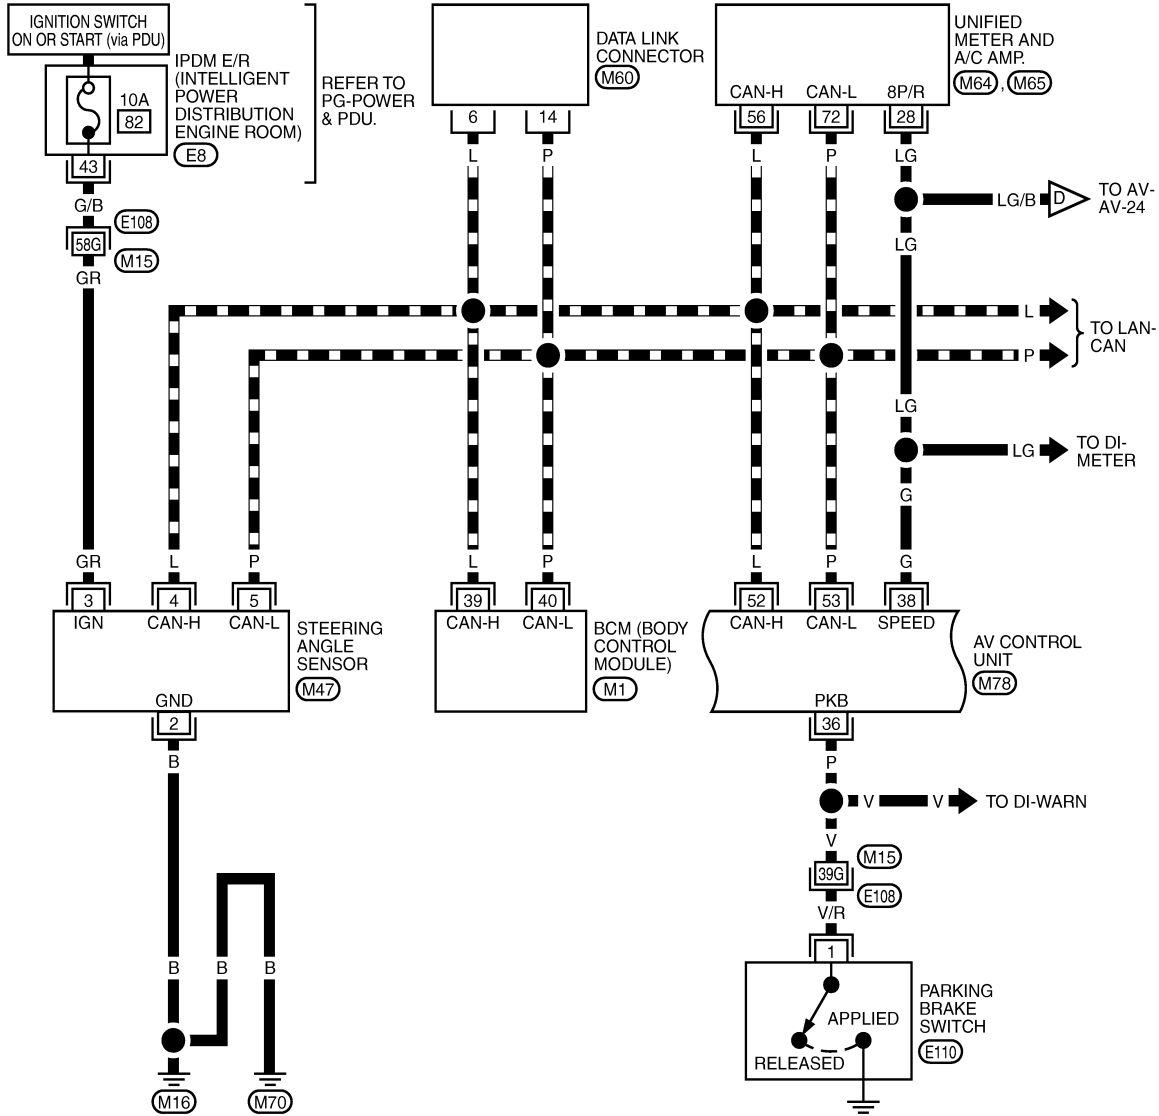 IGNITION SWITCH
ON OR START (via PDU)
IPDM E/R
(INTELLIGENT
POWER
DISTRIBUTION
ENGINE ROOM)
E8
10A
82
43
REFER TO
PG-POWER
& PDU.
DATA LINK
CONNECTOR
M60
6
14
UNIFIED
METER AND
A/C AMP.
M64 , M65
CAN-H
CAN-L
8P/R
56
72
28
G/B
L
P
L
P
LG
E108
58G
M15
GR
LG/B
D
TO AV-
AV-24
LG
L
P
TO LAN-
CAN
LG
LG
TO DI-
METER
G
GR
L
P
L
P
L
P
G
3
4
5
39
40
52
53
38
IGN
CAN-H
CAN-L
CAN-H
CAN-L
CAN-H
CAN-L
SPEED
STEERING
ANGLE
SENSOR
M47
BCM (BODY
CONTROL
MODULE)
M1
AV CONTROL
UNIT
M78
GND
2
PKB
36
B
P
V
V
TO DI-WARN
V
M15
39G
E108
V/R
1
B
B
B
PARKING
BRAKE
SWITCH
E110
APPLIED
RELEASED
M16
M70